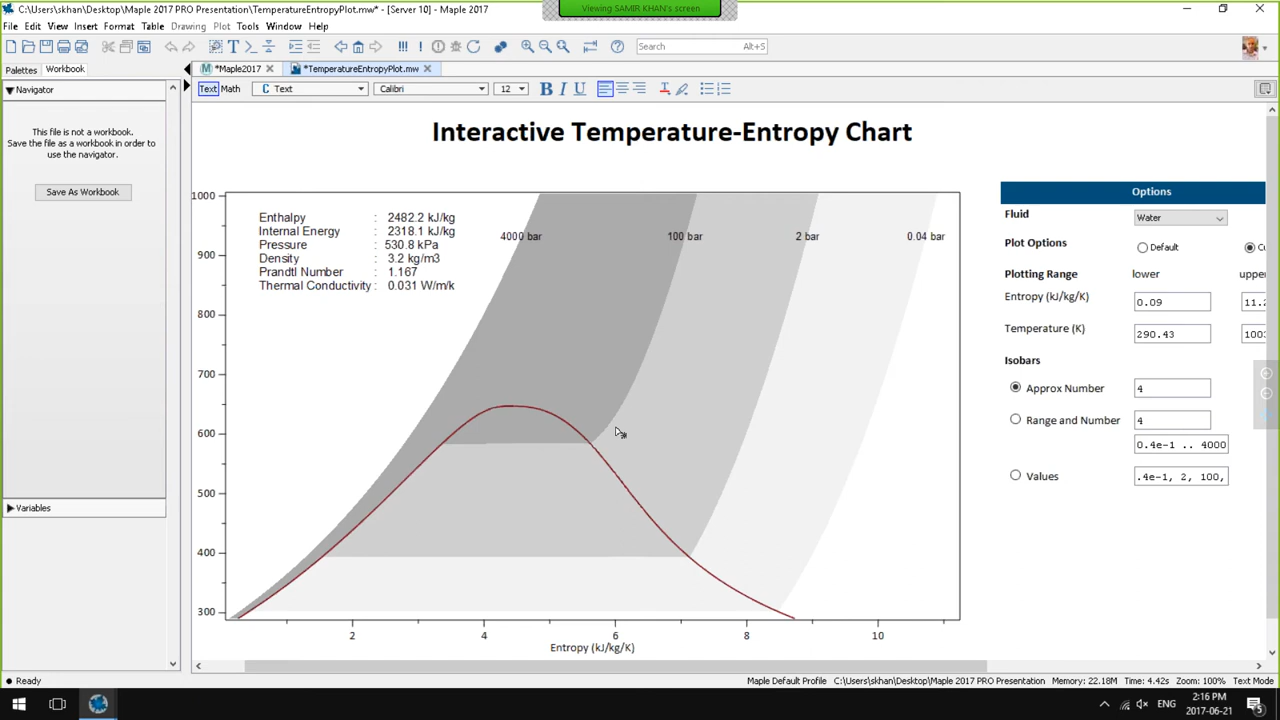 C:\Users\skhan\Desktop\Maple 2017 PRO Presentation\TemperatureEntropyPlot.mw* - [Server 10] - Maple 2017
Viewing SAMIR KHAN's screen
File Edit View Insert Format Table Drawing Plot Tools Window Help
Search Alt+S
Palettes Workbook
*Maple2017 *TemperatureEntropyPlot.mw
Navigator
Text Math C Text Calibri 12 B I U
This file is not a workbook.
Save the file as a workbook in order to
use the navigator.
Save As Workbook
Variables
Interactive Temperature-Entropy Chart
1000
900
800
700
600
500
400
300
Enthalpy : 2482.2 kJ/kg
Internal Energy : 2318.1 kJ/kg
Pressure : 530.8 kPa
Density : 3.2 kg/m3
Prandtl Number : 1.167
Thermal Conductivity : 0.031 W/m/k
4000 bar 100 bar 2 bar 0.04 bar
2 4 6 8 10
Entropy (kJ/kg/K)
Options
Fluid Water
Plot Options Default Cu
Plotting Range lower upper
Entropy (kJ/kg/K) 0.09 11.2
Temperature (K) 290.43 100
Isobars
Approx Number 4
Range and Number 4
0.4e-1 .. 4000
Values .4e-1, 2, 100,
Ready
Maple Default Profile C:\Users\skhan\Desktop\Maple 2017 PRO Presentation Memory: 22.18M Time: 4.42s Zoom: 100% Text Mode
ENG 2:16 PM
2017-06-21 5